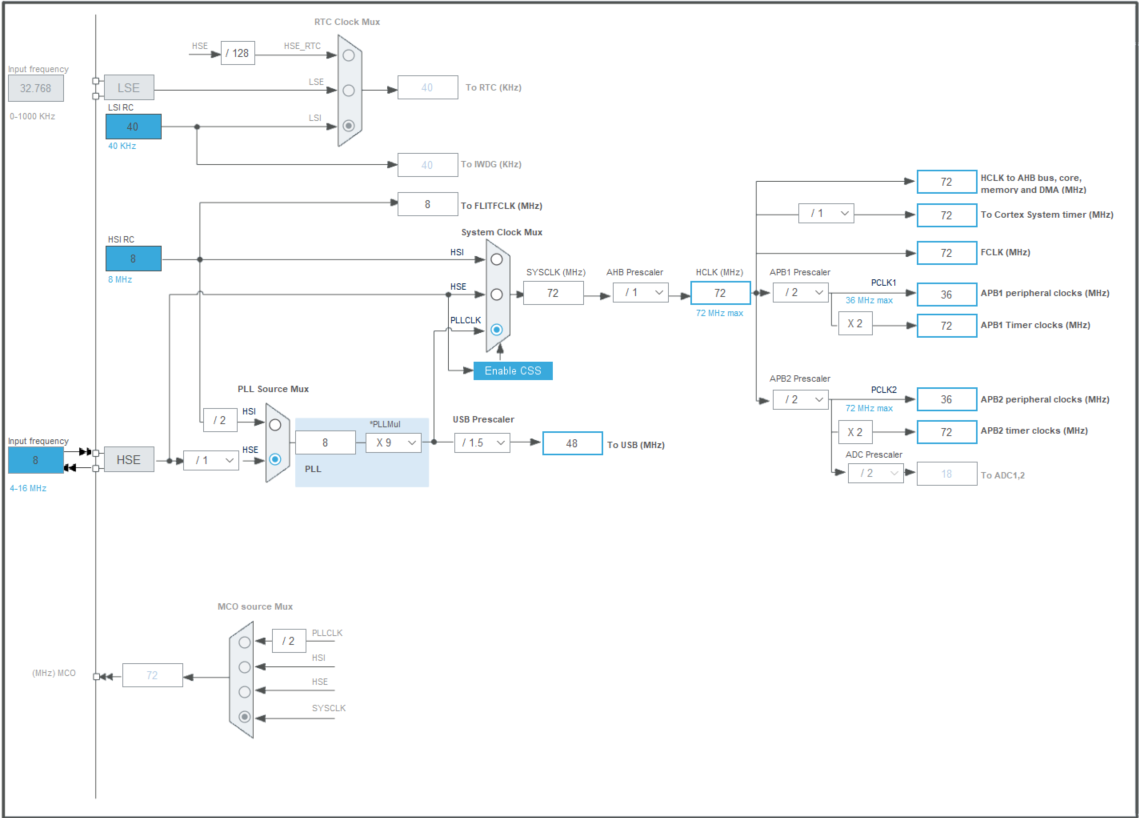 RTC Clock Mux
HSE
/ 128
HSE_RTC
Input frequency
32.768
0-1000 KHz
LSE
LSE
40
To RTC (KHz)
LSI RC
40
40 KHz
LSI
40
To IWDG (KHz)
8
To FLITFCLK (MHz)
HSI RC
8
8 MHz
System Clock Mux
HSI
HSE
PLLCLK
Enable CSS
SYSCLK (MHz)
72
AHB Prescaler
/ 1
HCLK (MHz)
72
72 MHz max
72
HCLK to AHB bus, core,
memory and DMA (MHz)
/ 1
72
To Cortex System timer (MHz)
72
FCLK (MHz)
APB1 Prescaler
/ 2
PCLK1
36 MHz max
36
APB1 peripheral clocks (MHz)
X 2
72
APB1 Timer clocks (MHz)
APB2 Prescaler
/ 2
PCLK2
72 MHz max
36
APB2 peripheral clocks (MHz)
X 2
72
APB2 timer clocks (MHz)
ADC Prescaler
/ 2
18
To ADC1,2
PLL Source Mux
/ 2
HSI
Input frequency
8
4-16 MHz
HSE
/ 1
HSE
8
*PLLMul
X 9
PLL
USB Prescaler
/ 1.5
48
To USB (MHz)
MCO source Mux
/ 2
PLLCLK
HSI
HSE
SYSCLK
(MHz) MCO
72